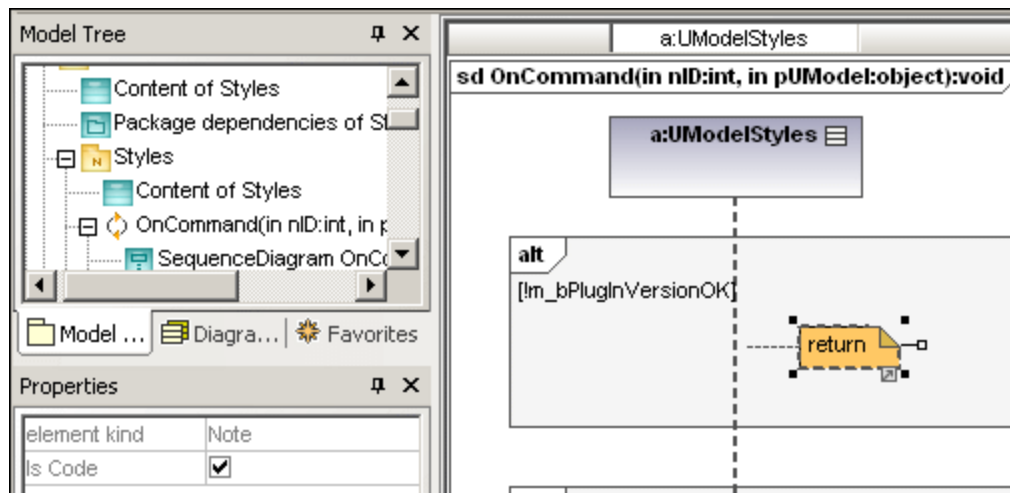 Model Tree
Content of Styles
Package dependencies of St
Styles
N
Content of Styles
OnCommand(in nID:int, in p
SequenceDiagram OnCo
Model ...
Diagra...
Favorites
Properties
element kind
Note
Is Code
a:UModelStyles
sd OnCommand(in nID:int, in pUModel:object):void
a:UModelStyles
alt
[!m_bPlugInVersionOK]
return